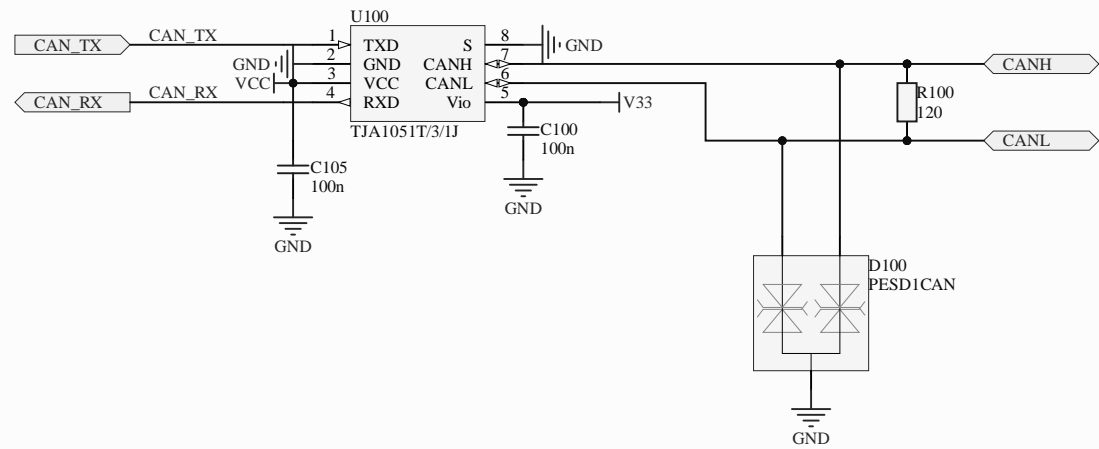 U100
CAN_TX
CAN_TX
1
TXD
S
8
GND
GND
2
GND
CANH
7
CANH
VCC
3
VCC
CANL
6
CAN_RX
CAN_RX
4
RXD
Vio
5
V33
R100
120
TJA1051T/3/1J
C100
100n
CANL
C105
100n
GND
GND
D100
PESD1CAN
GND